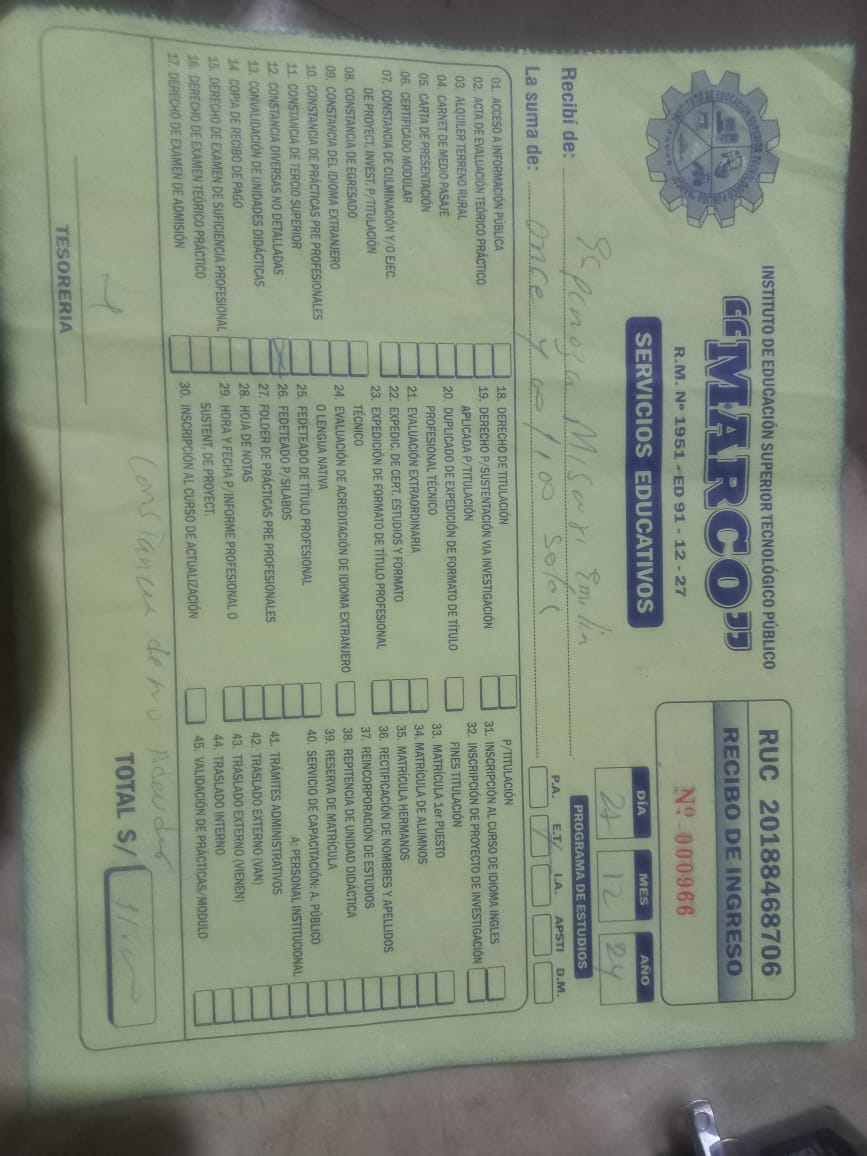 INSTITUTO DE EDUCACIÓN SUPERIOR TECNOLÓGICO PÚBLICO
"MARCO"
R.M. Nº 1951 - ED 91 - 12 - 27
SERVICIOS EDUCATIVOS
RUC 20188468706
RECIBO DE INGRESO
Nº 000966
DÍA MES AÑO
12 24
PROGRAMA DE ESTUDIOS
P.A. E.T. I.A. APSTI D.M.
Recibí de: Espinoza Misari Emilia
La suma de: once y 00/100 soles
01. ACCESO A INFORMACIÓN PÚBLICA
02. ACTA DE EVALUACIÓN TEÓRICO PRÁCTICO
03. ALQUILER TERRENO RURAL
04. CARNET DE MEDIO PASAJE
05. CARTA DE PRESENTACIÓN
06. CERTIFICADO MODULAR
07. CONSTANCIA DE CULMINACIÓN Y/O EJEC.
DE PROYECT. INVEST. P/TITULACIÓN
08. CONSTANCIA DE EGRESADO
09. CONSTANCIA DEL IDIOMA EXTRANJERO
10. CONSTANCIA DE PRÁCTICAS PRE PROFESIONALES
11. CONSTANCIA DE TERCIO SUPERIOR
12. CONSTANCIA DIVERSAS NO DETALLADAS
13. CONVALIDACIÓN DE UNIDADES DIDÁCTICAS
14. COPIA DE RECIBO DE PAGO
15. DERECHO DE EXAMEN DE SUFICIENCIA PROFESIONAL
16. DERECHO DE EXAMEN TEÓRICO PRÁCTICO
17. DERECHO DE EXAMEN DE ADMISIÓN
18. DERECHO DE TITULACIÓN
19. DERECHO P/SUSTENTACIÓN VIA INVESTIGACIÓN
APLICADA P/TITULACIÓN
20. DUPLICADO DE EXPEDICIÓN DE FORMATO DE TÍTULO
PROFESIONAL TÉCNICO
21. EVALUACIÓN EXTRAORDINARIA
22. EXPEDIC. DE CERT. ESTUDIOS Y FORMATO
23. EXPEDICIÓN DE FORMATO DE TÍTULO PROFESIONAL
TÉCNICO
24. EVALUACIÓN DE ACREDITACIÓN DE IDIOMA EXTRANJERO
O LENGUA NATIVA
25. FEDETEADO DE TÍTULO PROFESIONAL
26. FEDETEADO P/SILABOS
27. FOLDER DE PRÁCTICAS PRE PROFESIONALES
28. HOJA DE NOTAS
29. HORA Y FECHA P/INFORME PROFESIONAL O
SUSTENT. DE PROYECT.
30. INSCRIPCIÓN AL CURSO DE ACTUALIZACIÓN
P/TITULACIÓN
31. INSCRIPCIÓN AL CURSO DE IDIOMA INGLES
32. INSCRIPCIÓN DE PROYECTO DE INVESTIGACIÓN
FINES TITULACIÓN
33. MATRÍCULA 1er PUESTO
34. MATRÍCULA DE ALUMNOS
35. MATRÍCULA HERMANOS
36. RECTIFICACIÓN DE NOMBRES Y APELLIDOS
37. REINCORPORACIÓN DE ESTUDIOS
38. REPITENCIA DE UNIDAD DIDÁCTICA
39. RESERVA DE MATRÍCULA
40. SERVICIO DE CAPACITACIÓN: A. PÚBLICO
A: PERSONAL INSTITUCIONAL
41. TRÁMITES ADMINISTRATIVOS
42. TRASLADO EXTERNO (VAN)
43. TRASLADO EXTERNO (VIENEN)
44. TRASLADO INTERNO
45. VALIDACIÓN DE PRÁCTICAS/MODULO
Constancia de no Adeudar
TESORERIA
TOTAL S/